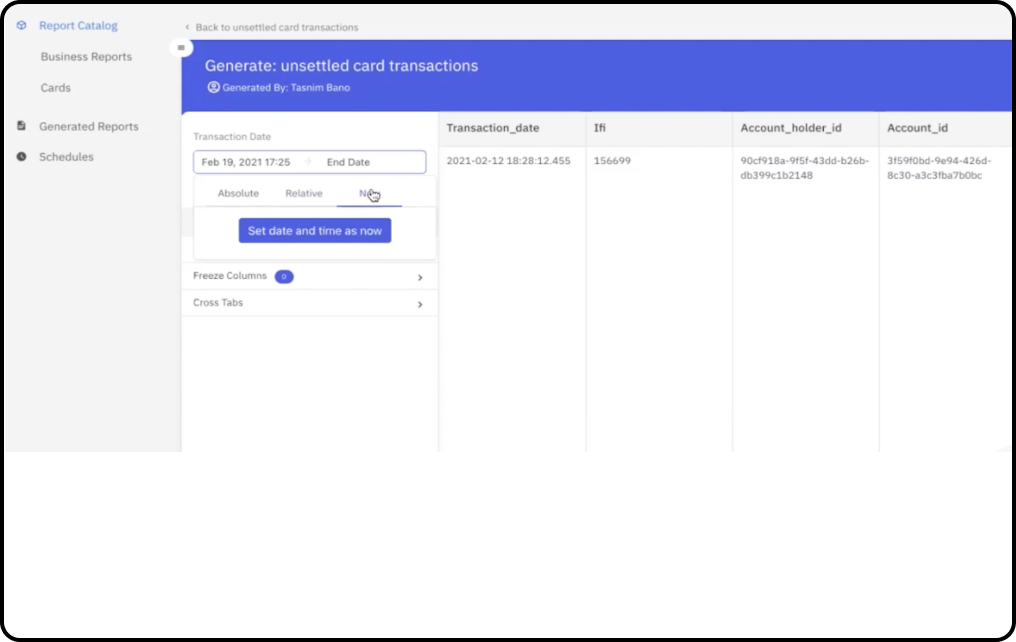 Report Catalog
Business Reports
Cards
Generated Reports
Schedules
Back to unsettled card transactions
Generate: unsettled card transactions
Generated By: Tasnim Bano
Transaction Date
Feb 19, 2021 17:25 End Date
Absolute Relative
Set date and time as now
Freeze Columns 0
Cross Tabs
Transaction_date Ifi Account_holder_id Account_id
2021-02-12 18:28:12.455 156699 90cf918a-9f5f-43dd-b26b- 3f59f0bd-9e94-426d-
db399c1b2148 8c30-a3c3fba7b0bc